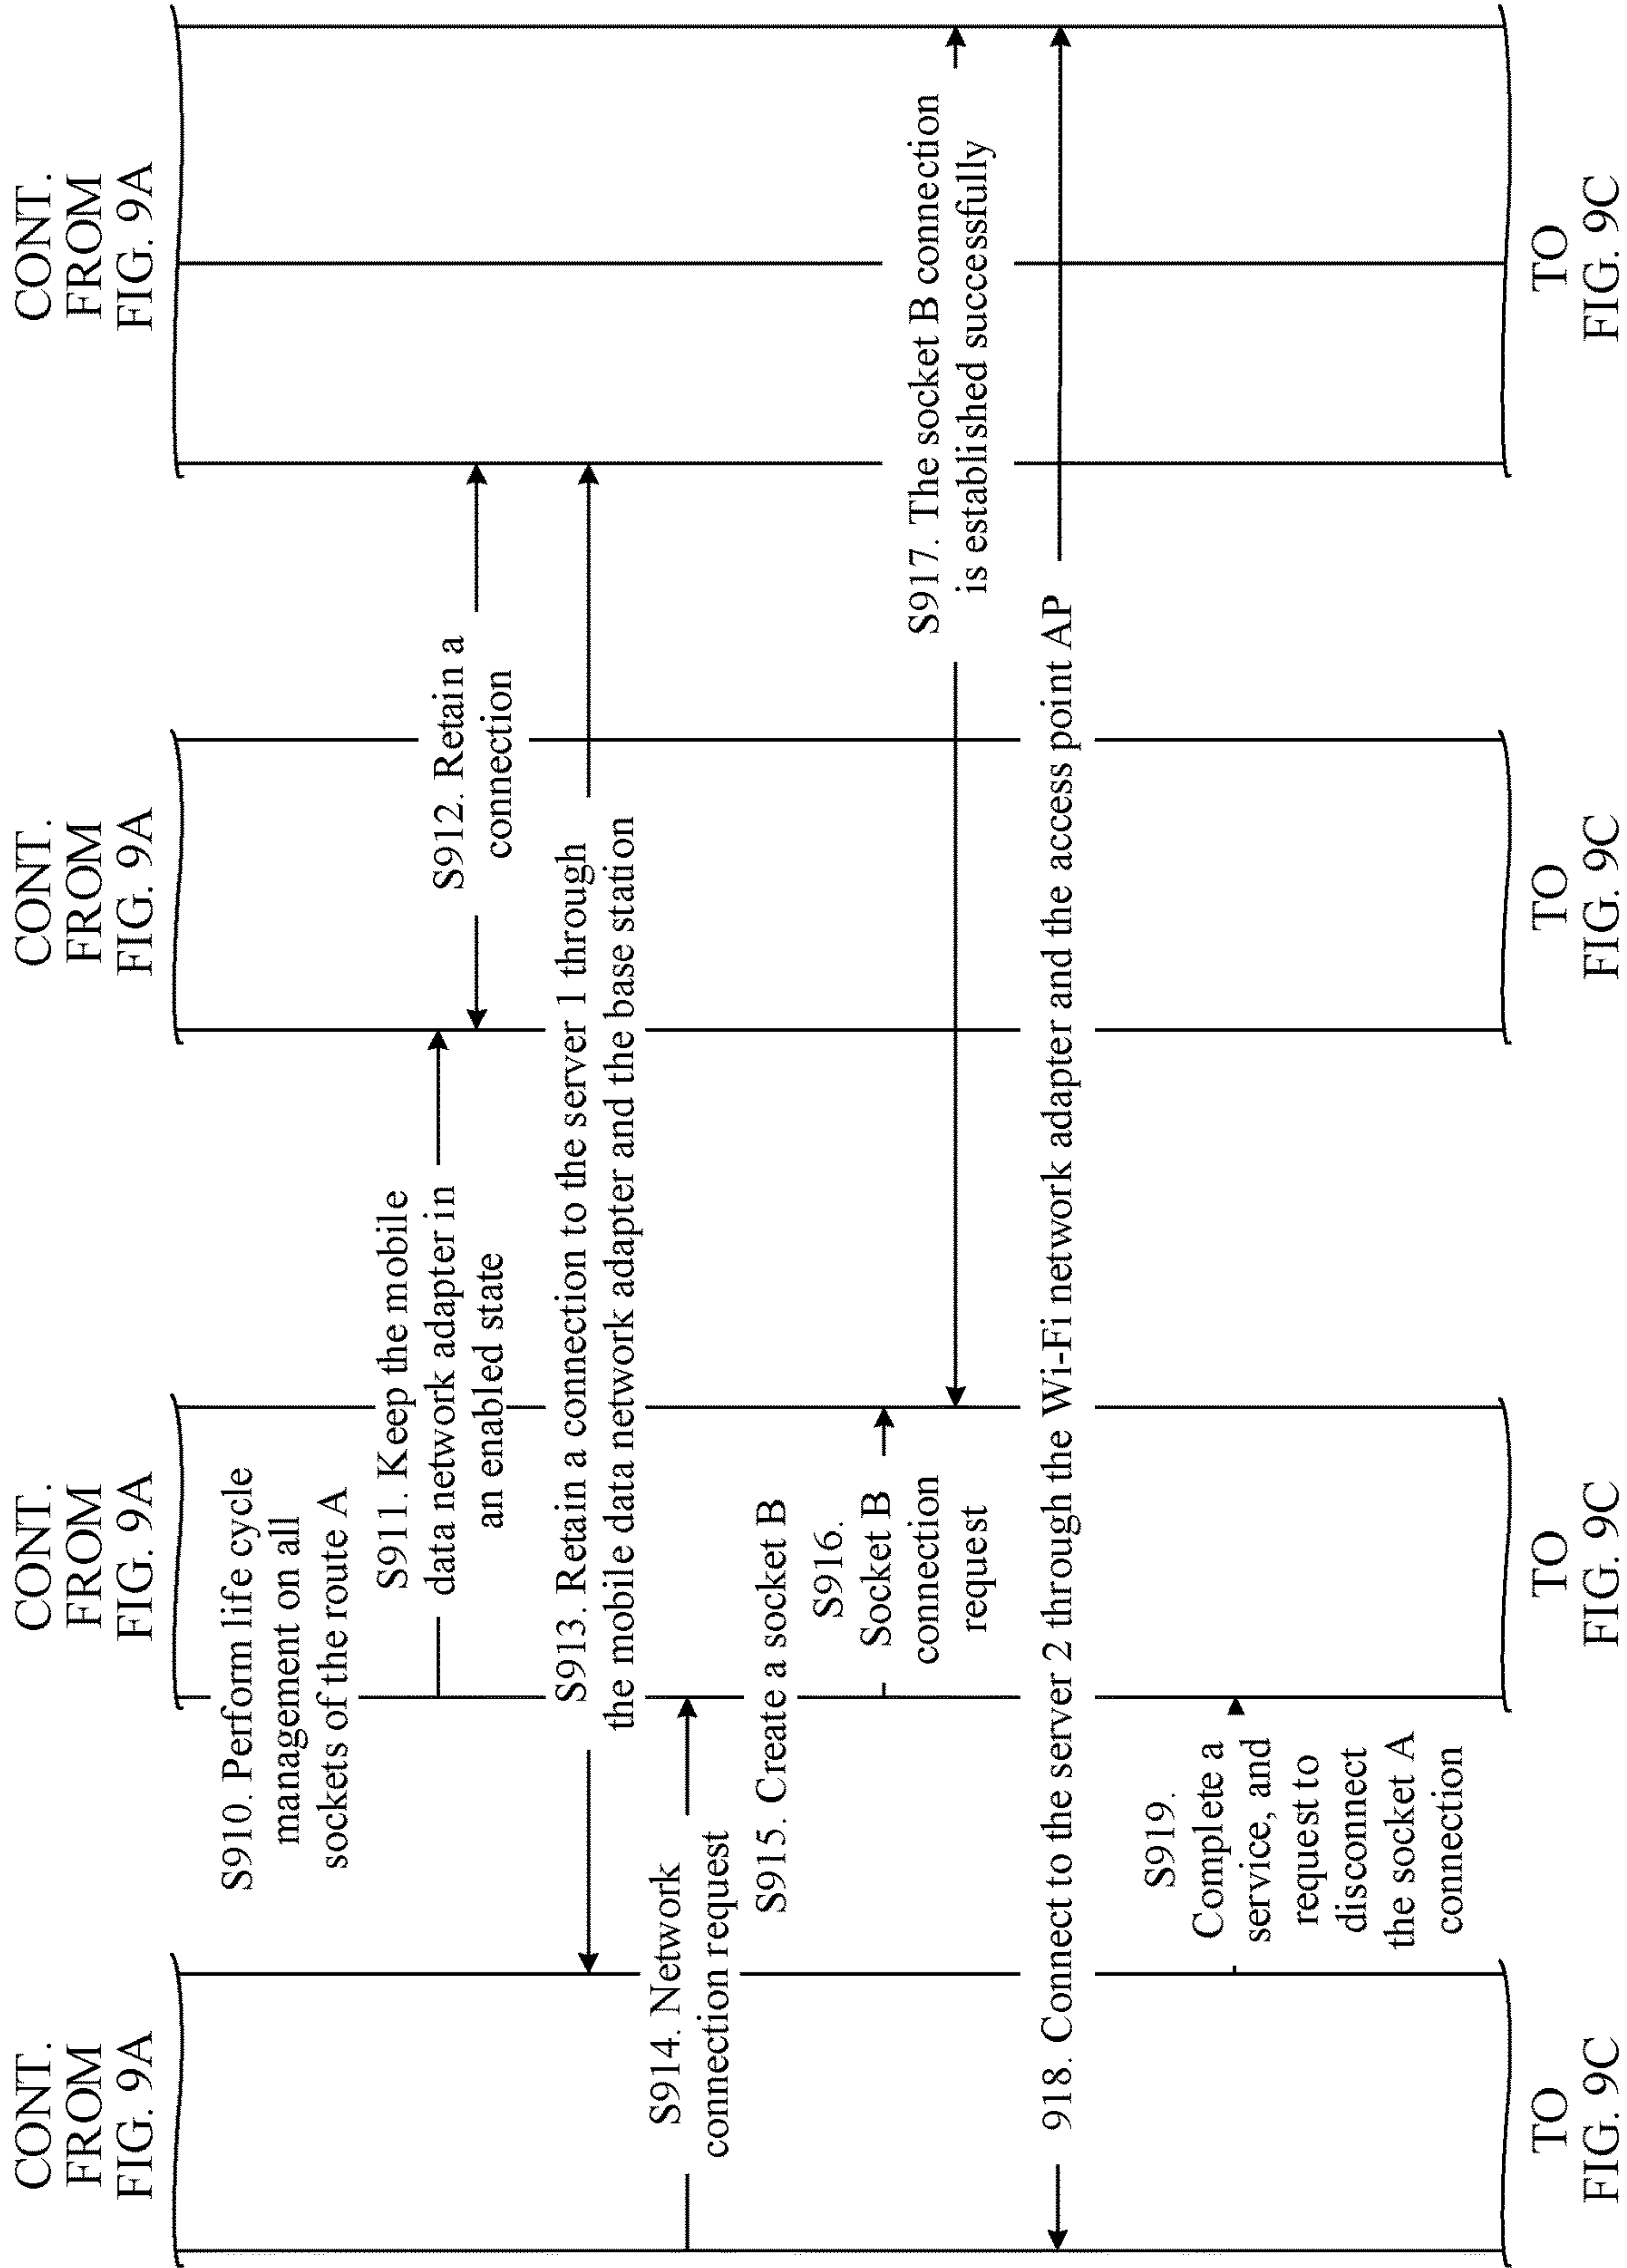 CONT.
FROM
FIG. 9A
CONT.
FROM
FIG. 9A
CONT.
FROM
FIG. 9A
CONT.
FROM
FIG. 9A
S910. Perform life cycle
management on all
sockets of the route A
S911. Keep the mobile
data network adapter in
an enabled state
S912. Retain a
connection
S913. Retain a connection to the server 1 through
the mobile data network adapter and the base station
S914. Network
connection request
S915. Create a socket B
S916.
Socket B
connection
request
S917. The socket B connection
is established successfully
918. Connect to the server 2 through the Wi-Fi network adapter and the access point AP
S919.
Complete a
service, and
request to
disconnect
the socket A
connection
TO
FIG. 9C
TO
FIG. 9C
TO
FIG. 9C
TO
FIG. 9C